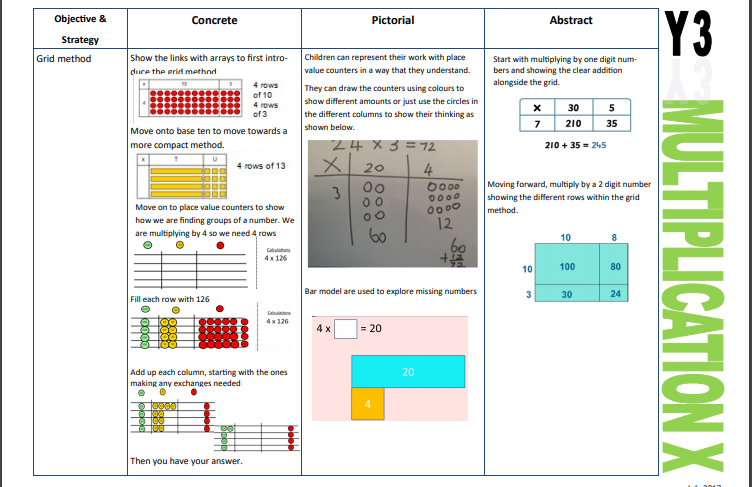 Objective &
Strategy
Concrete
Pictorial
Abstract
Y3
MULTIPLICATION X
Grid method
Show the links with arrays to first intro-
duce the grid method
x
10
3
4
4 rows
of 10
4 rows
of 3
Move onto base ten to move towards a
more compact method.
x
T
U
4 rows of 13
Move on to place value counters to show
how we are finding groups of a number. We
are multiplying by 4 so we need 4 rows
Calculations
4 x 126
Fill each row with 126
Calculations
4 x 126
Add up each column, starting with the ones
making any exchanges needed
Then you have your answer.
Children can represent their work with place
value counters in a way that they understand.
They can draw the counters using colours to
show different amounts or just use the circles in
the different columns to show their thinking as
shown below.
24 x 3 = 72
X
20
4
3
60
12
60
+12
72
Bar model are used to explore missing numbers
4 x
= 20
20
4
Start with multiplying by one digit num-
bers and showing the clear addition
alongside the grid.
X
30
5
7
210
35
210 + 35 = 245
Moving forward, multiply by a 2 digit number
showing the different rows within the grid
method.
10
8
10
100
80
3
30
24